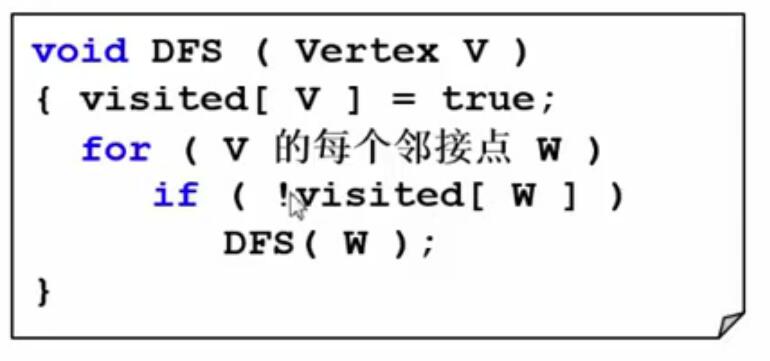 void DFS ( Vertex V )
{ visited[ V ] = true;
for ( V 的每个邻接点 W )
if ( !visited[ W ] )
DFS( W );
}